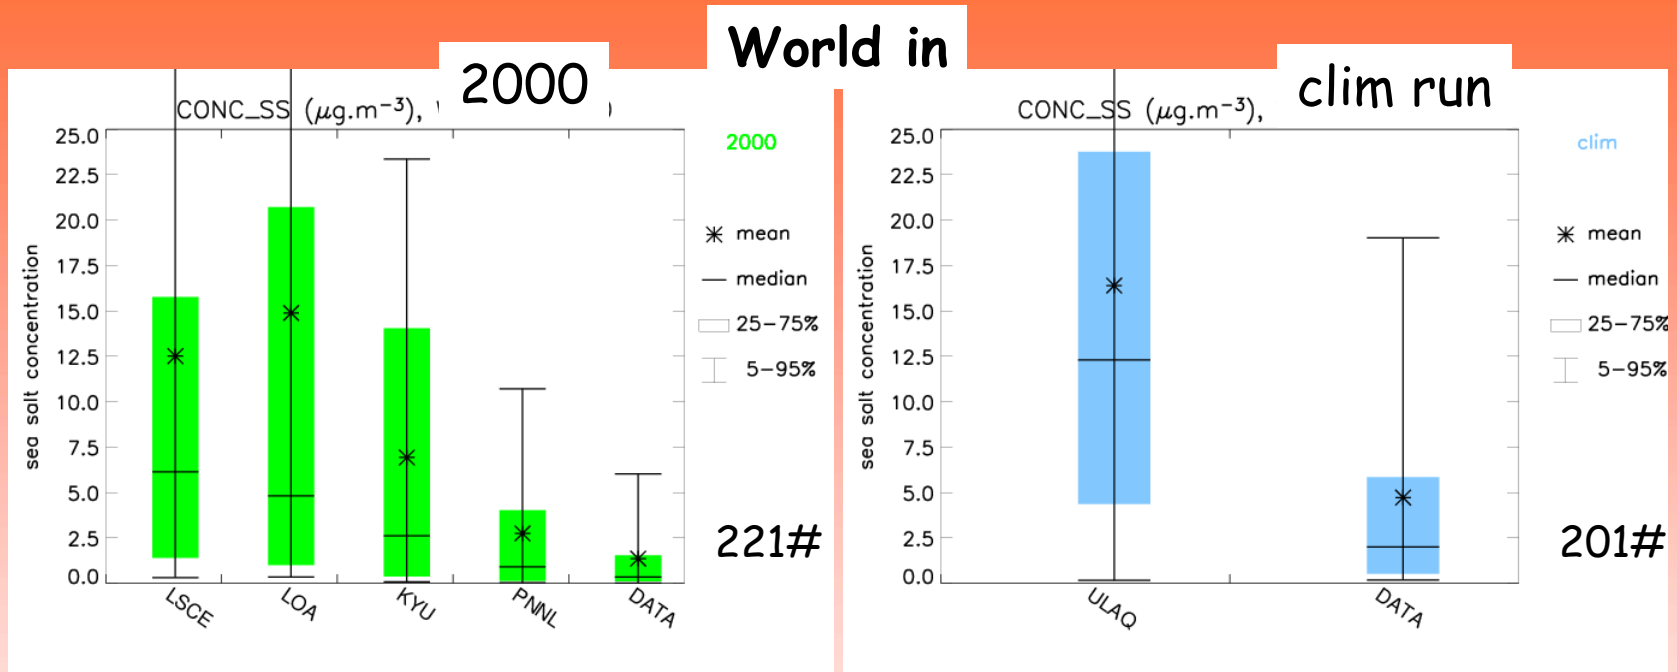 World in
2000
CONC_SS (µg.m−3),
25.0
22.5
20.0
17.5
15.0
12.5
10.0
7.5
5.0
2.5
0.0
sea salt concentration
LSCE
LOA
KYU
PNNL
DATA
2000
mean
median
25−75%
5−95%
221#
clim run
CONC_SS (µg.m−3),
25.0
22.5
20.0
17.5
15.0
12.5
10.0
7.5
5.0
2.5
0.0
sea salt concentration
ULAQ
DATA
clim
mean
median
25−75%
5−95%
201#